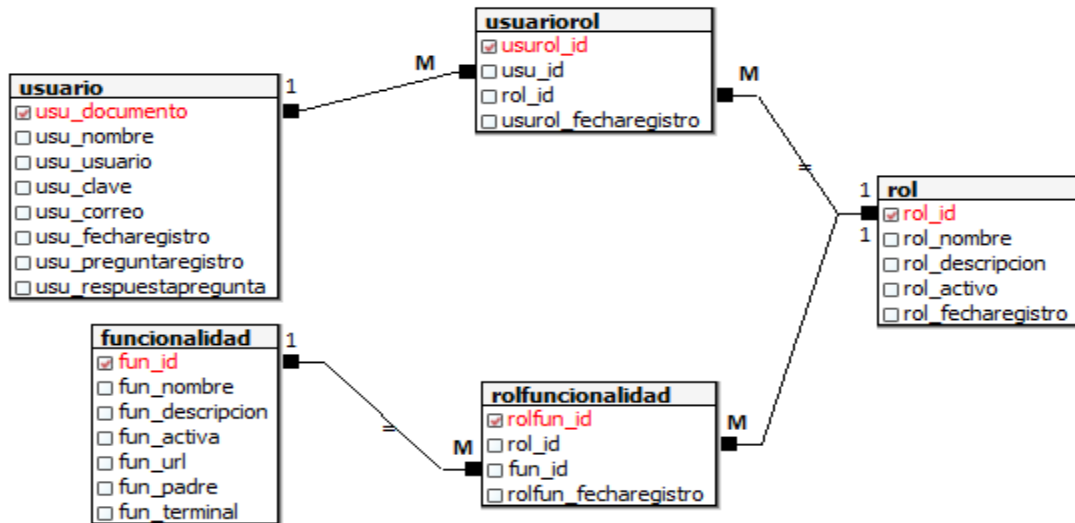 usuario
usu_documento
usu_nombre
usu_usuario
usu_clave
usu_correo
usu_fecharegistro
usu_preguntaregistro
usu_respuestapregunta
1
M
usuariorol
usurol_id
usu_id
rol_id
usurol_fecharegistro
M
=
1
1
rol
rol_id
rol_nombre
rol_descripcion
rol_activo
rol_fecharegistro
funcionalidad
fun_id
fun_nombre
fun_descripcion
fun_activa
fun_url
fun_padre
fun_terminal
1
=
M
rolfuncionalidad
rolfun_id
rol_id
fun_id
rolfun_fecharegistro
M